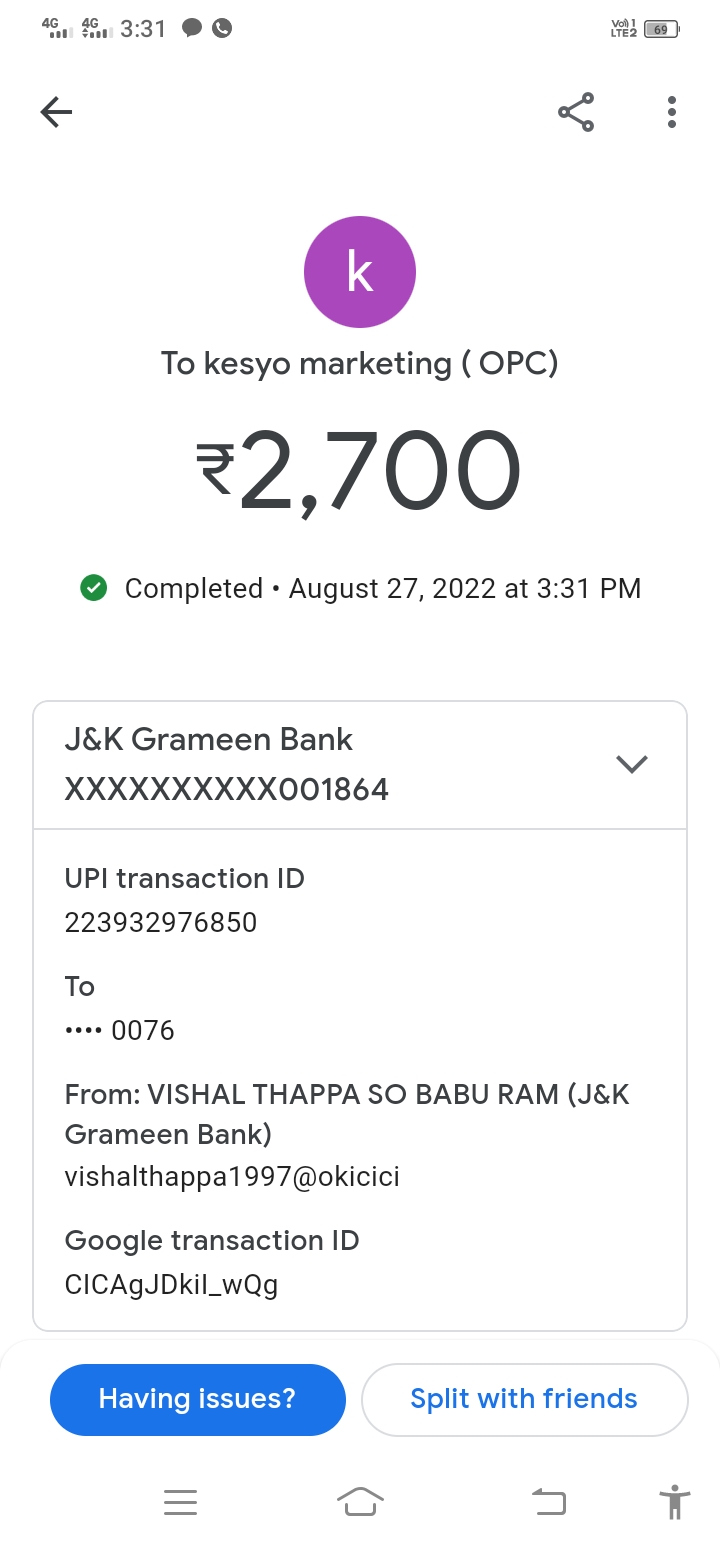 4G 4G 3:31 Vo)) 1 LTE2 69
k
To kesyo marketing ( OPC)
₹2,700
Completed • August 27, 2022 at 3:31 PM
J&K Grameen Bank
XXXXXXXXXX001864
UPI transaction ID
223932976850
To
•••• 0076
From: VISHAL THAPPA SO BABU RAM (J&K
Grameen Bank)
vishalthappa1997@okicici
Google transaction ID
CICAgJDkiI_wQg
Having issues? Split with friends